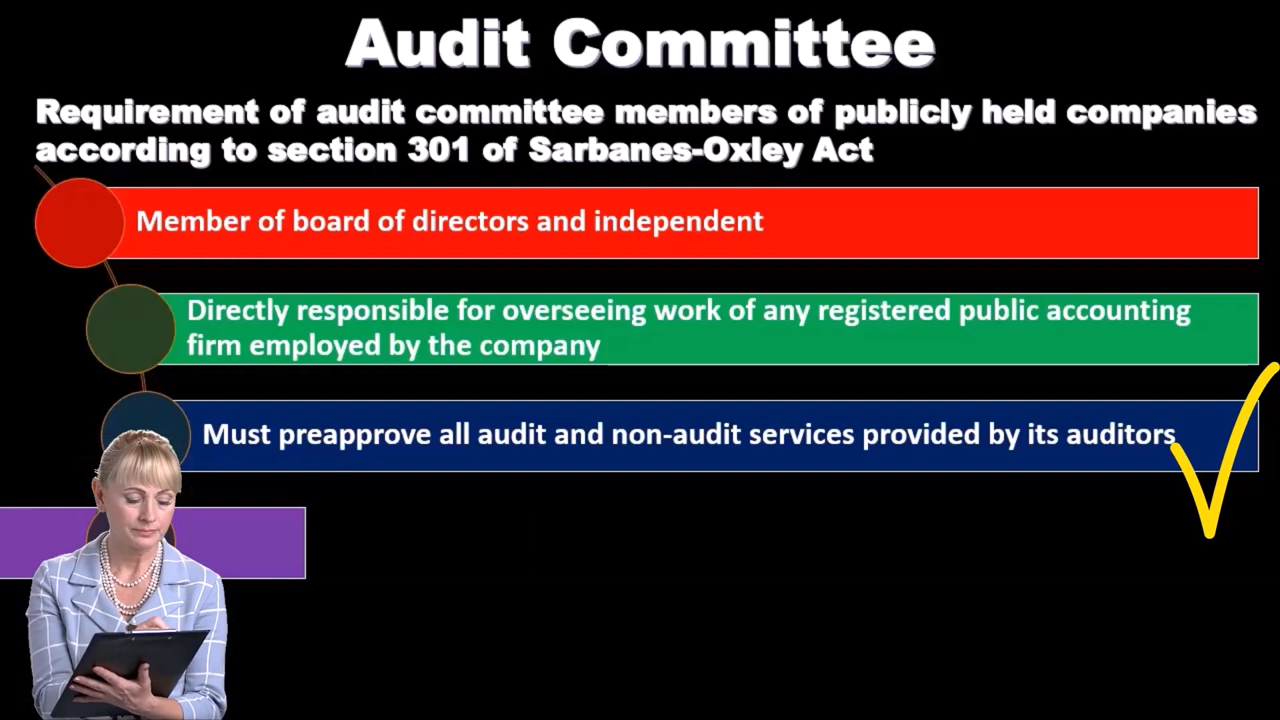 Audit Committee
Requirement of audit committee members of publicly held companies
according to section 301 of Sarbanes-Oxley Act
Member of board of directors and independent
Directly responsible for overseeing work of any registered public accounting
firm employed by the company
Must preapprove all audit and non-audit services provided by its auditors